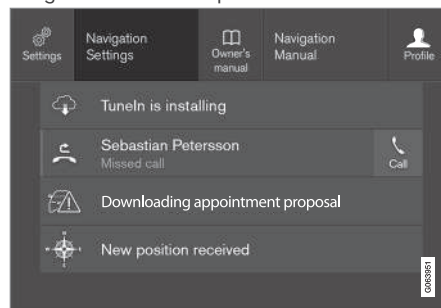 Settings
Navigation
Settings
Owner's
manual
Navigation
Manual
Profile
TuneIn is installing
Sebastian Petersson
Missed call
Call
Downloading appointment proposal
New position received
G063951